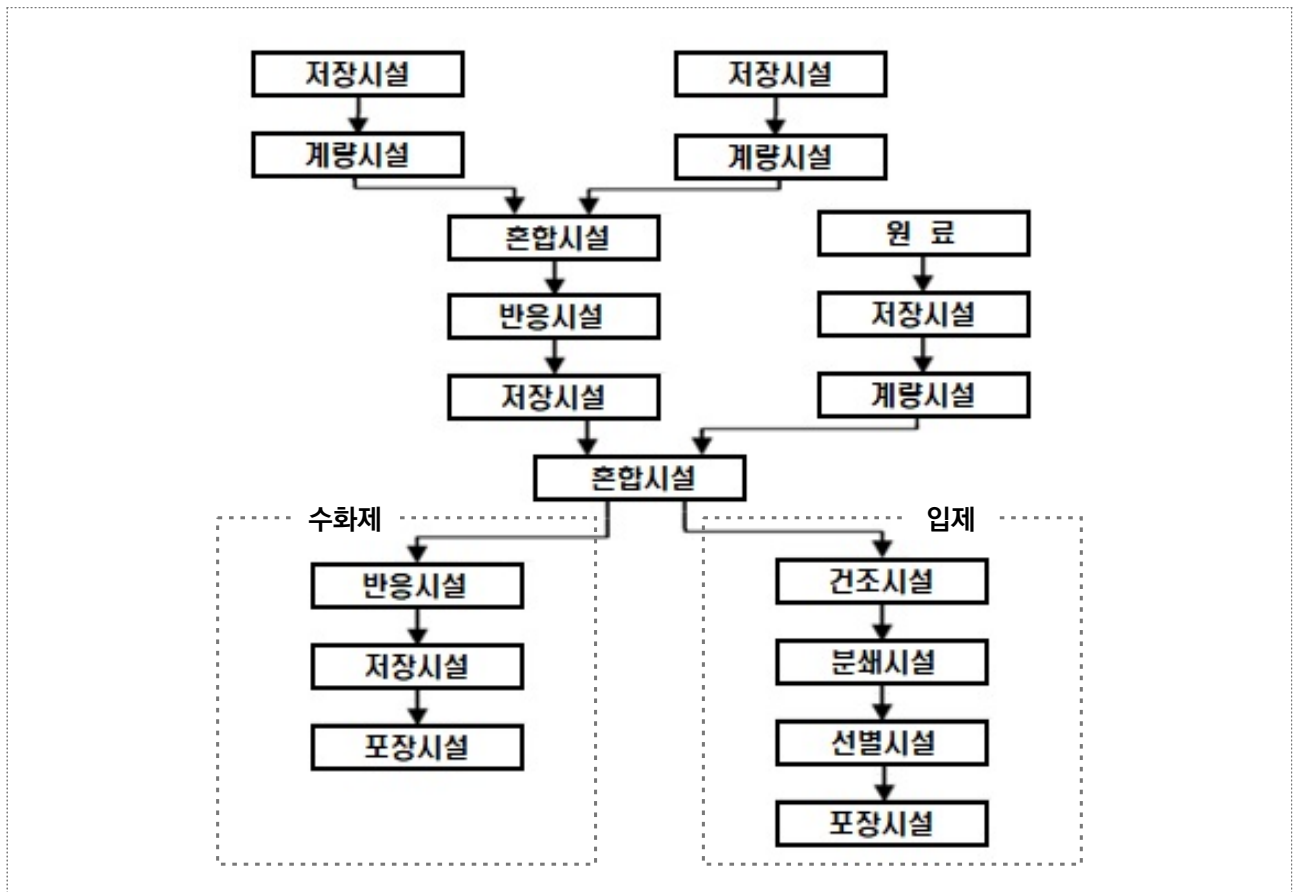 저장시설
저장시설
계량시설
계량시설
혼합시설
원 료
반응시설
저장시설
저장시설
계량시설
혼합시설
수화제
입제
반응시설
건조시설
저장시설
분쇄시설
포장시설
선별시설
포장시설